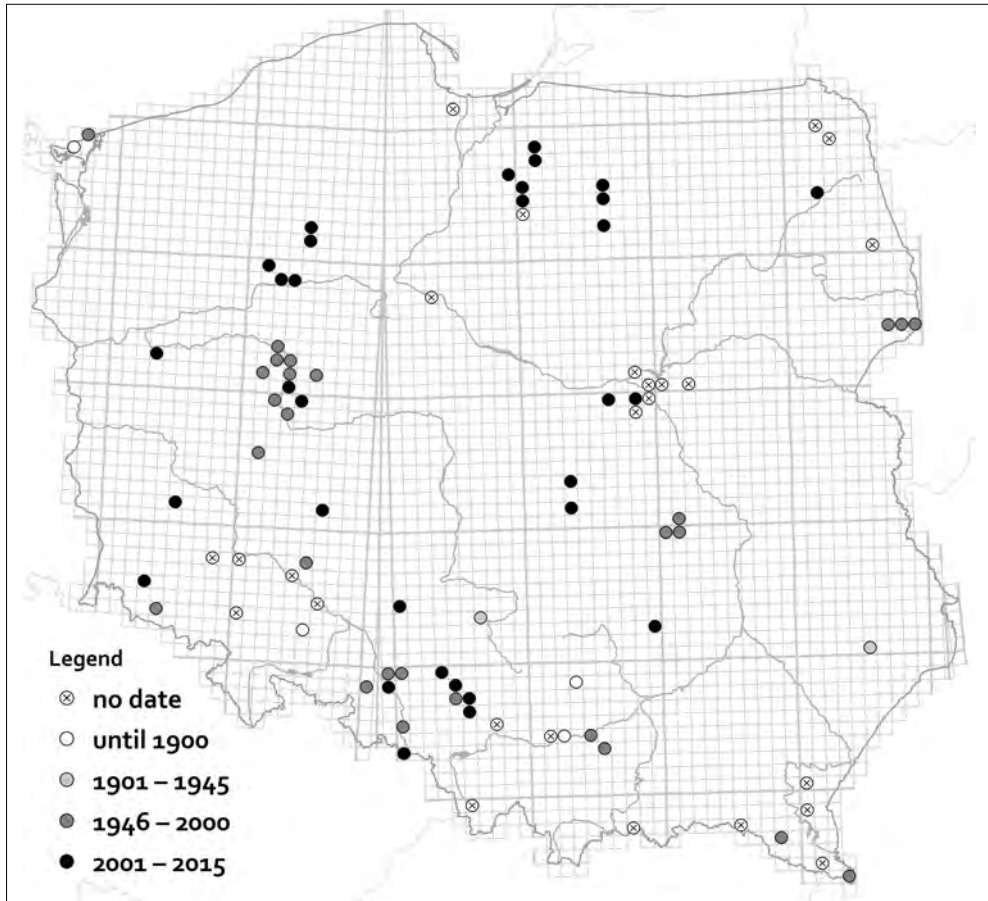 Legend
no date
until 1900
1901 – 1945
1946 – 2000
2001 – 2015